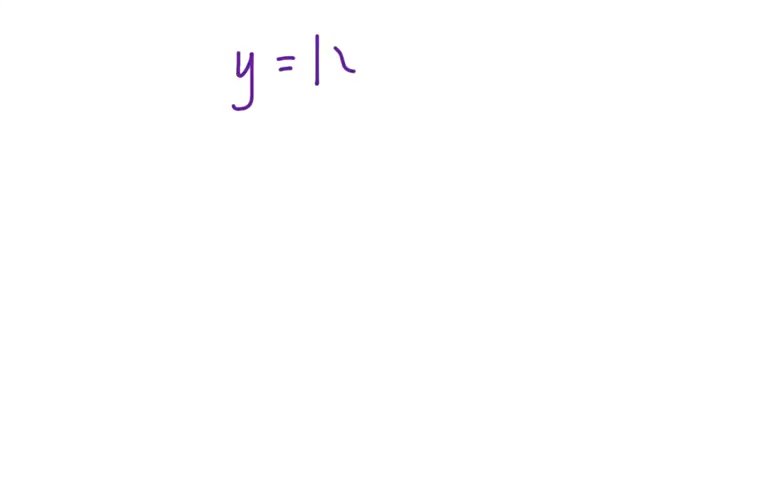 y = |